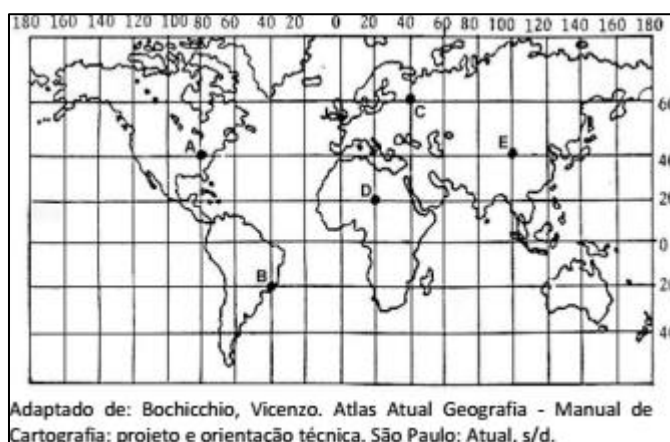 180 160 140 120 100 80 60 40 20 0 20 40 60 80 100 120 140 160 180
C
60
A
E
40
D
20
0
B
20
40
Adaptado de: Bochicchio, Vicenzo. Atlas Atual Geografia - Manual de
Cartografia: projeto e orientação técnica. São Paulo: Atual, s/d.